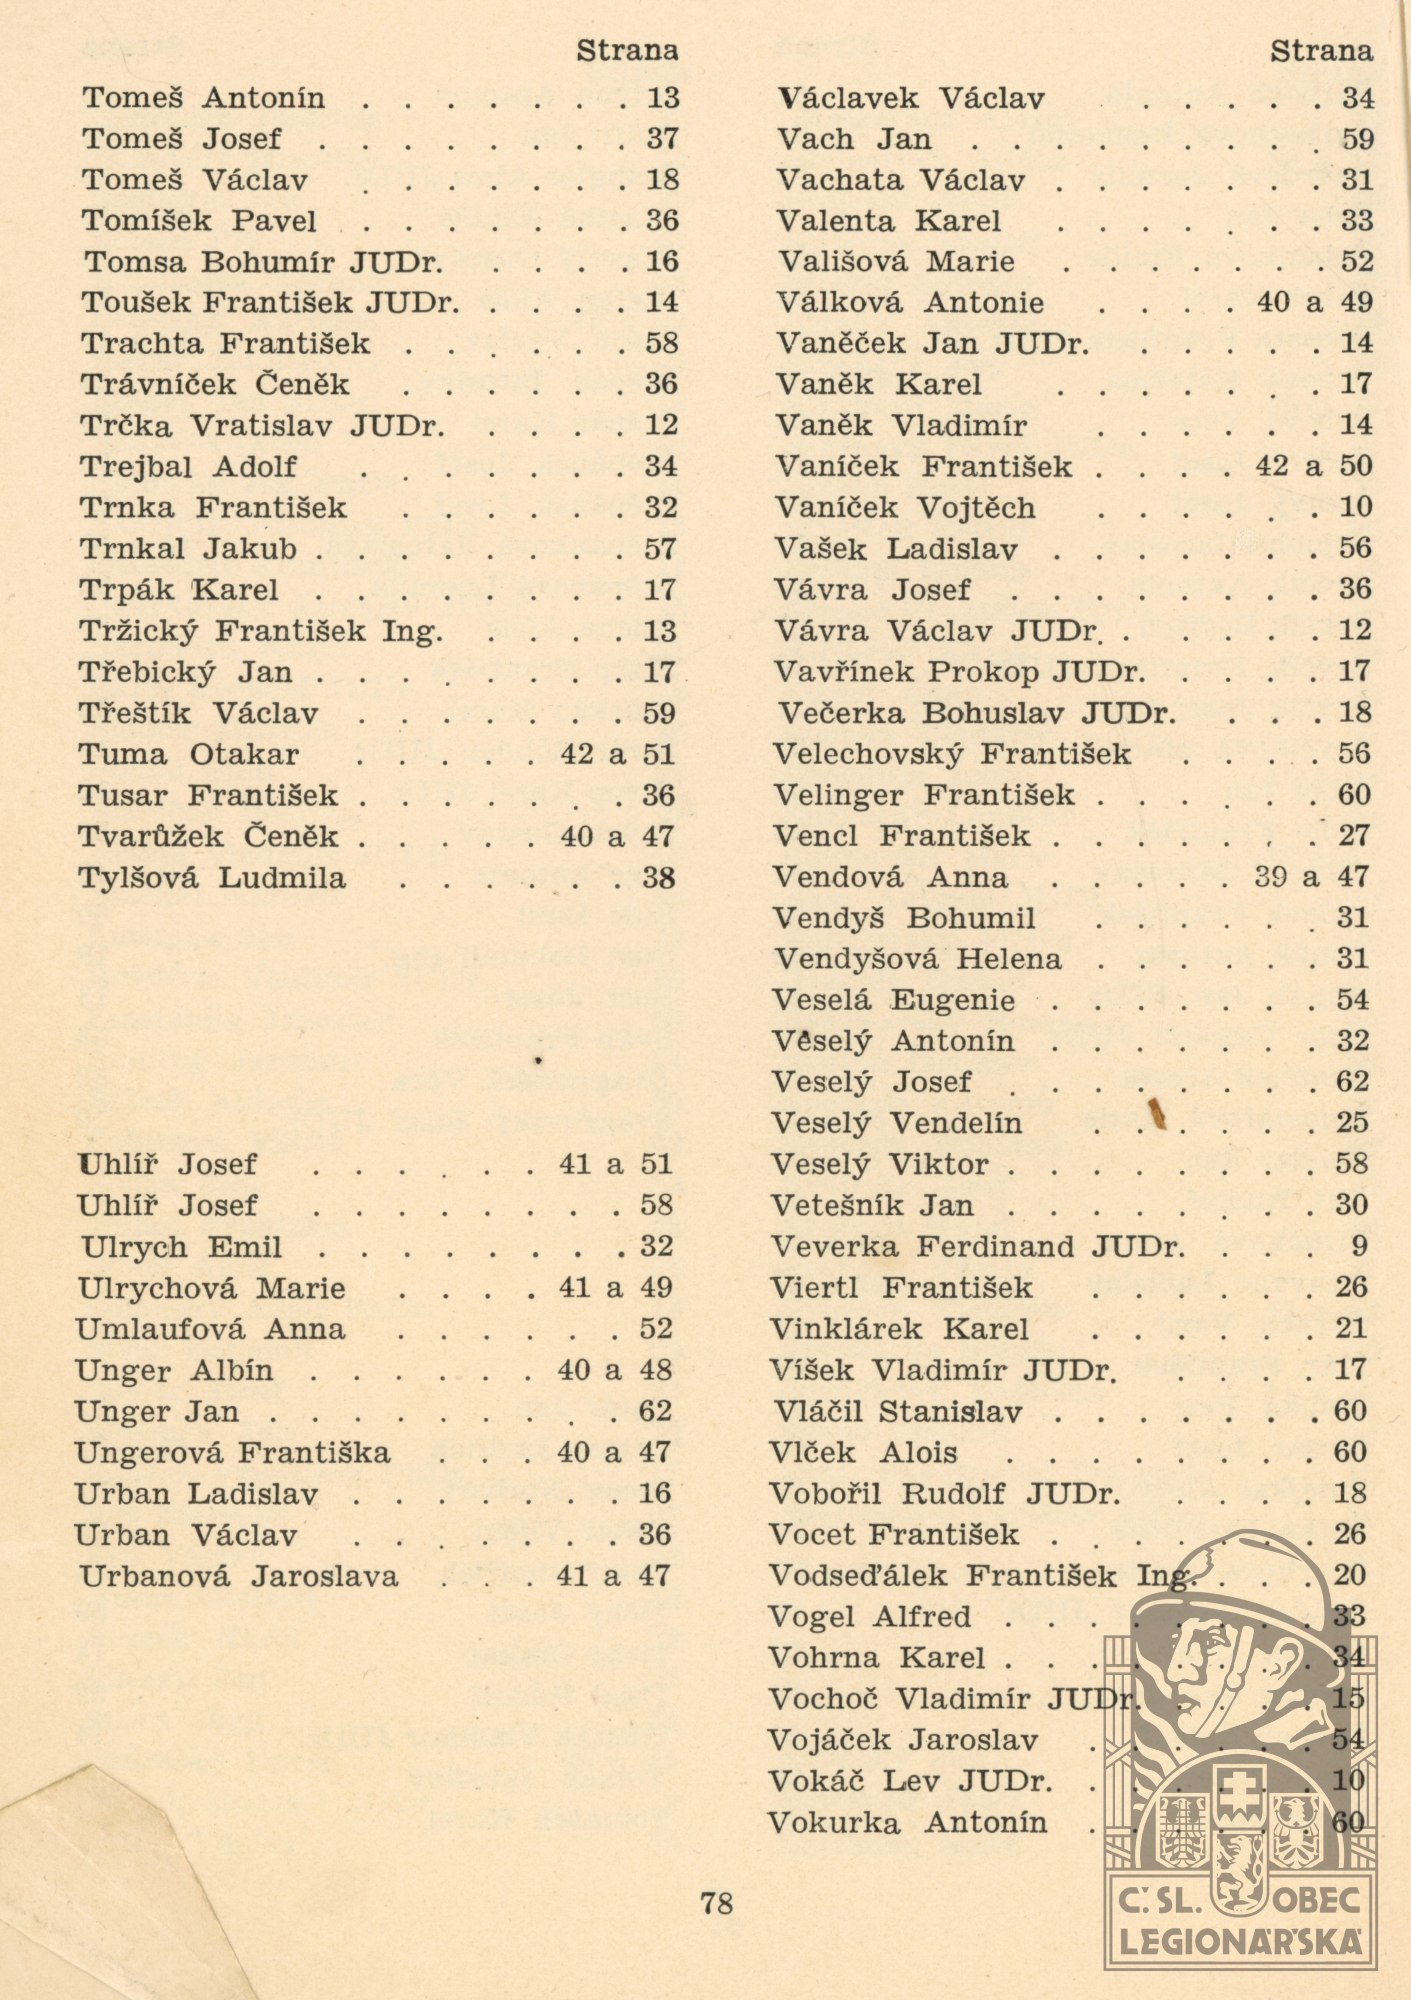 Strana
Tomeš Antonín . . . . . . . 13
Tomeš Josef . . . . . . . . 37
Tomeš Václav . . . . . . . 18
Tomíšek Pavel . . . . . . . 36
Tomsa Bohumír JUDr. . . . . 16
Toušek František JUDr. . . . . 14
Trachta František . . . . . . 58
Trávníček Čeněk . . . . . . 36
Trčka Vratislav JUDr. . . . . 12
Trejbal Adolf . . . . . . . 34
Trnka František . . . . . . 32
Trnkal Jakub . . . . . . . . 57
Trpák Karel . . . . . . . . 17
Tržický František Ing. . . . . 13
Třebický Jan . . . . . . . . 17
Třeštík Václav . . . . . . . 59
Tuma Otakar . . . . . 42 a 51
Tusar František . . . . . . . 36
Tvarůžek Čeněk . . . . . 40 a 47
Tylšová Ludmila . . . . . . 38
Uhlíř Josef . . . . . . 41 a 51
Uhlíř Josef . . . . . . . . 58
Ulrych Emil . . . . . . . . 32
Ulrychová Marie . . . . 41 a 49
Umlaufová Anna . . . . . . 52
Unger Albín . . . . . . 40 a 48
Unger Jan . . . . . . . . . 62
Ungerová Františka . . . 40 a 47
Urban Ladislav . . . . . . . 16
Urban Václav . . . . . . . 36
Urbanová Jaroslava . . . 41 a 47
Strana
Václavek Václav . . . . . 34
Vach Jan . . . . . . . . . 59
Vachata Václav . . . . . . . 31
Valenta Karel . . . . . . . 33
Vališová Marie . . . . . . . 52
Válková Antonie . . . . 40 a 49
Vaněček Jan JUDr. . . . . . 14
Vaněk Karel . . . . . . . 17
Vaněk Vladimír . . . . . . 14
Vaníček František . . . . 42 a 50
Vaníček Vojtěch . . . . . . 10
Vašek Ladislav . . . . . . . 56
Vávra Josef . . . . . . . . 36
Vávra Václav JUDr. . . . . . 12
Vavřínek Prokop JUDr. . . . . 17
Večerka Bohuslav JUDr. . . . 18
Velechovský František . . . . 56
Velinger František . . . . . . 60
Vencl František . . . . . . . 27
Vendová Anna . . . . . 39 a 47
Vendyš Bohumil . . . . . . 31
Vendyšová Helena . . . . . . 31
Veselá Eugenie . . . . . . . 54
Veselý Antonín . . . . . . . 32
Veselý Josef . . . . . . . . 62
Veselý Vendelín . . . . . . 25
Veselý Viktor . . . . . . . . 58
Vetešník Jan . . . . . . . . 30
Veverka Ferdinand JUDr. . . . 9
Viertl František . . . . . . 26
Vinklárek Karel . . . . . . 21
Víšek Vladimír JUDr. . . . . 17
Vláčil Stanislav . . . . . . . 60
Vlček Alois . . . . . . . . 60
Vobořil Rudolf JUDr. . . . . 18
Vocet František . . . . . . . 26
Vodseďálek František Ing. . . . 20
Vogel Alfred . . . . . . . . 33
Vohrna Karel . . . . . . . . 34
Vochoč Vladimír JUDr. . . . . 15
Vojáček Jaroslav . . . . . . 54
Vokáč Lev JUDr. . . . . . . 10
Vokurka Antonín . . . . . . 60
78
Č. SL. OBEC
LEGIONÁŘSKÁ